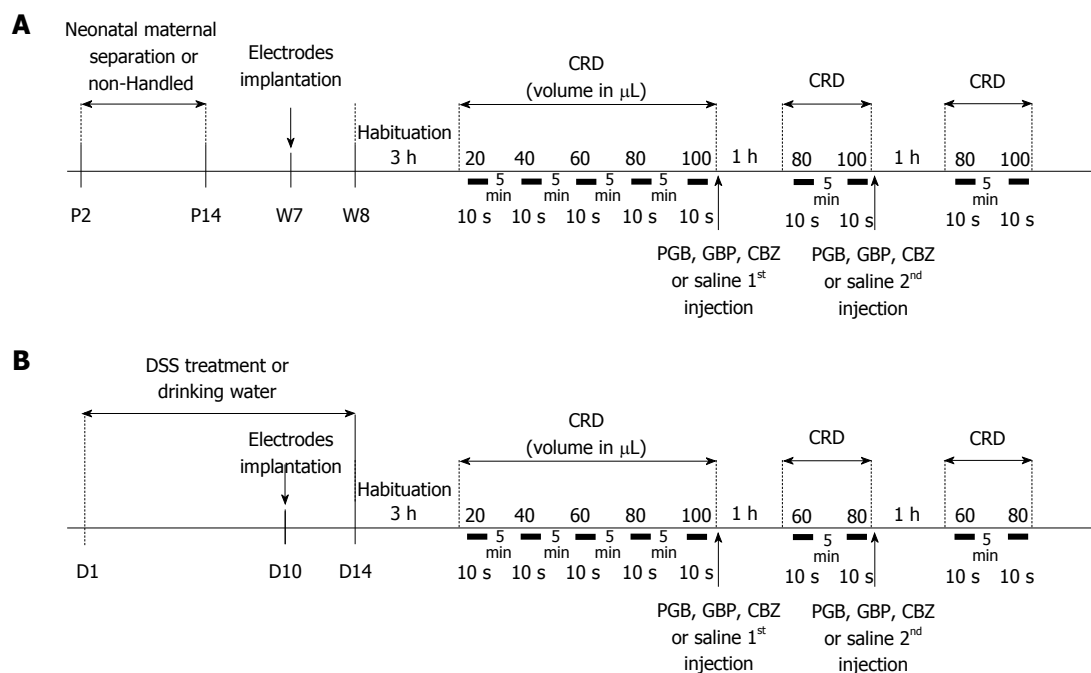 A
Neonatal maternal
separation or
non-Handled
Electrodes
implantation
CRD
(volume in μL)
CRD
CRD
Habituation
3 h
20 40 60 80 100
1 h
80 100
1 h
80 100
5 5 5 5 5 5
min min min min min min
10 s 10 s 10 s 10 s 10 s 10 s 10 s 10 s 10 s
P2 P14 W7 W8
PGB, GBP, CBZ
or saline 1st
injection
PGB, GBP, CBZ
or saline 2nd
injection
B
DSS treatment or
drinking water
Electrodes
implantation
CRD
(volume in μL)
CRD
CRD
Habituation
3 h
20 40 60 80 100
1 h
60 80
1 h
60 80
5 5 5 5 5 5
min min min min min min
10 s 10 s 10 s 10 s 10 s 10 s 10 s 10 s 10 s
D1 D10 D14
PGB, GBP, CBZ
or saline 1st
injection
PGB, GBP, CBZ
or saline 2nd
injection